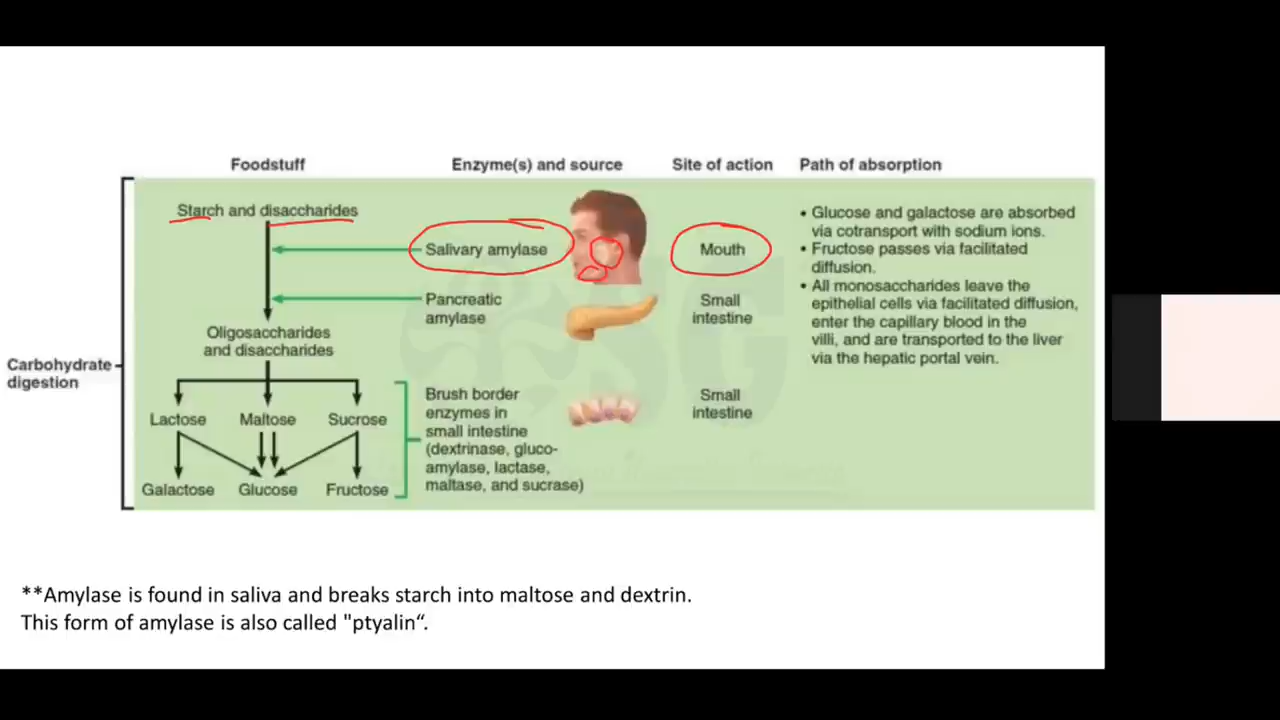 Foodstuff
Enzyme(s) and source
Site of action
Path of absorption
Carbohydrate
digestion
Starch and disaccharides
Oligosaccharides
and disaccharides
Lactose
Maltose
Sucrose
Galactose
Glucose
Fructose
Salivary amylase
Pancreatic
amylase
Brush border
enzymes in
small intestine
(dextrinase, gluco-
amylase, lactase,
maltase, and sucrase)
Mouth
Small
intestine
Small
intestine
• Glucose and galactose are absorbed
via cotransport with sodium ions.
• Fructose passes via facilitated
diffusion.
• All monosaccharides leave the
epithelial cells via facilitated diffusion,
enter the capillary blood in the
villi, and are transported to the liver
via the hepatic portal vein.
**Amylase is found in saliva and breaks starch into maltose and dextrin.
This form of amylase is also called "ptyalin“.